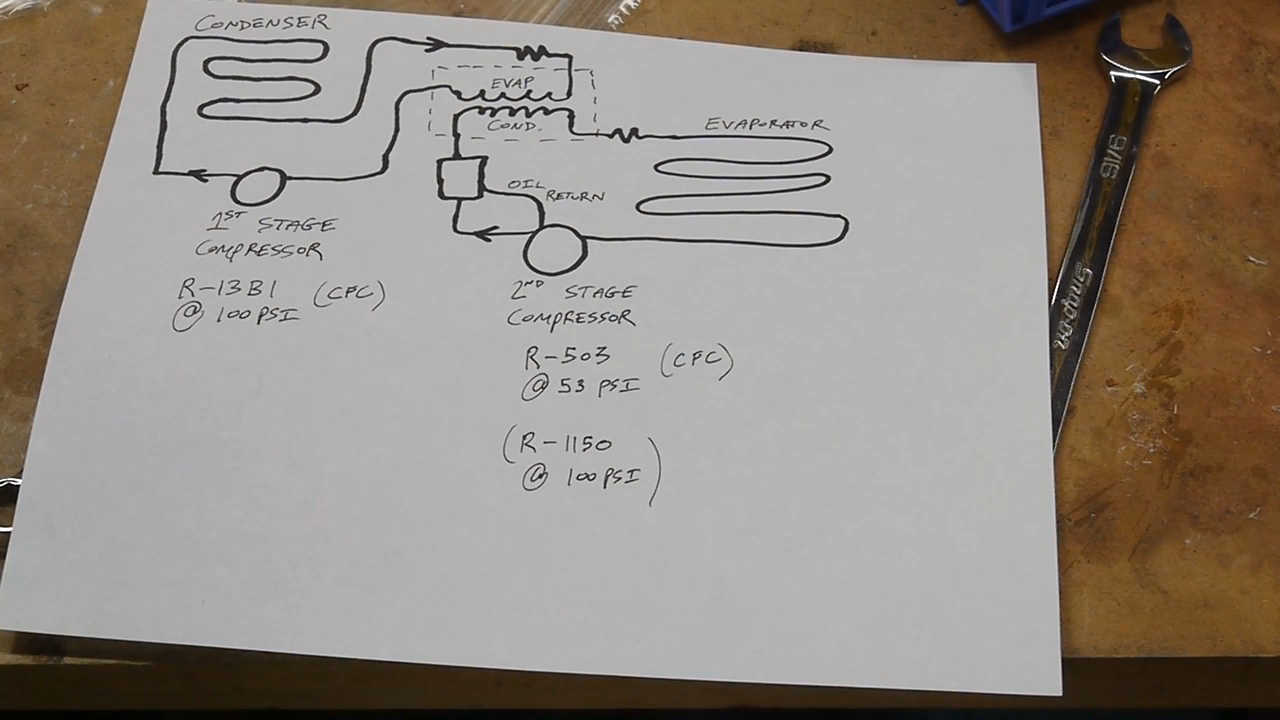 CONDENSER
EVAP
COND.
EVAPORATOR
OIL
RETURN
1ST STAGE
COMPRESSOR
R-13B1 (CFC)
@ 100 PSI
2ND STAGE
COMPRESSOR
R-503 (CFC)
@ 53 PSI
(R-1150
@ 100 PSI)
9/16
Snap-on